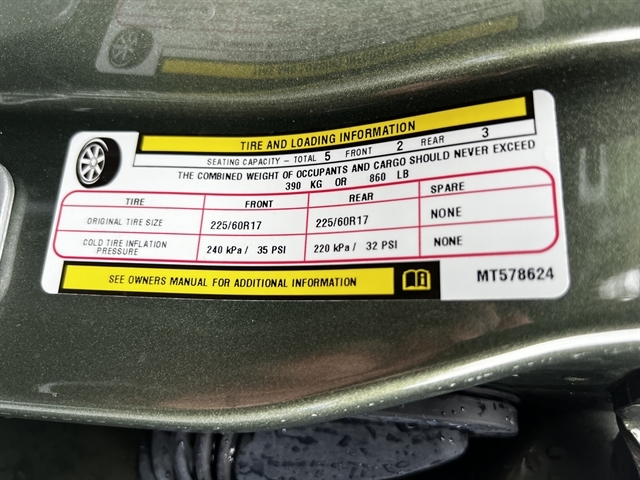 TIRE AND LOADING INFORMATION
SEATING CAPACITY – TOTAL 5 FRONT 2 REAR 3
THE COMBINED WEIGHT OF OCCUPANTS AND CARGO SHOULD NEVER EXCEED
390 KG OR 860 LB
TIRE FRONT REAR SPARE
ORIGINAL TIRE SIZE 225/60R17 225/60R17 NONE
COLD TIRE INFLATION PRESSURE 240 kPa / 35 PSI 220 kPa / 32 PSI NONE
SEE OWNERS MANUAL FOR ADDITIONAL INFORMATION MT578624